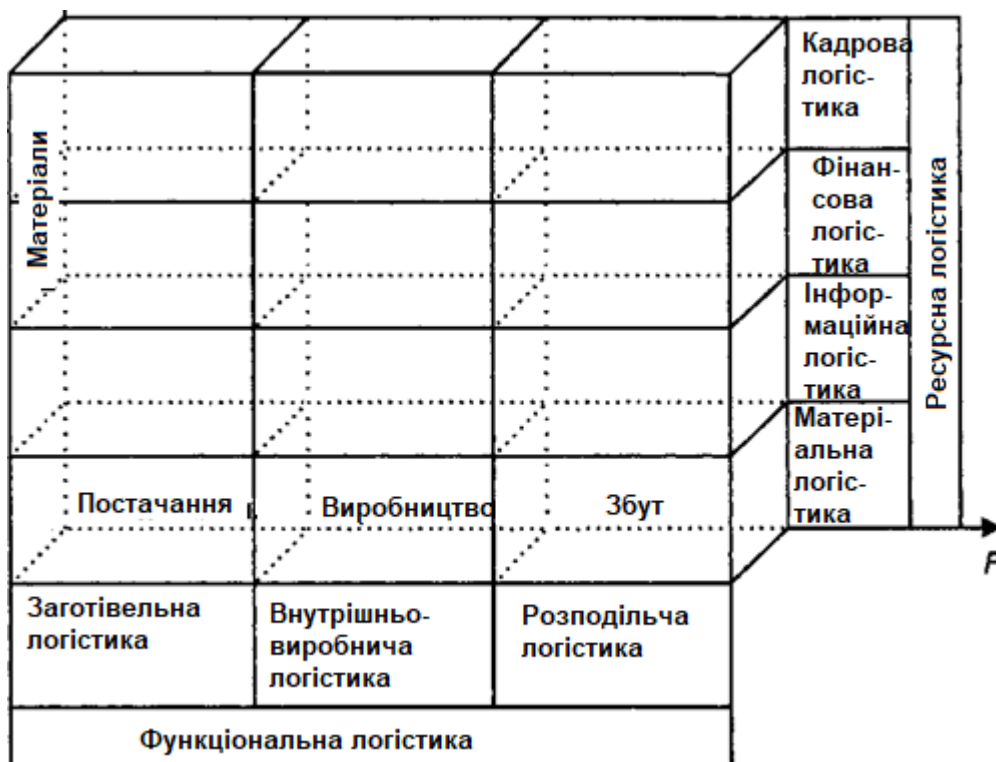 Кадрова
логіс-
тика
Фінан-
сова
логіс-
тика
Інфор-
маційна
логіс-
тика
Матері-
альна
логіс-
тика
Ресурсна логістика
Матеріали
Постачання
Виробництво
Збут
Заготівельна
логістика
Внутрішньо-
виробнича
логістика
Розподільча
логістика
Функціональна логістика